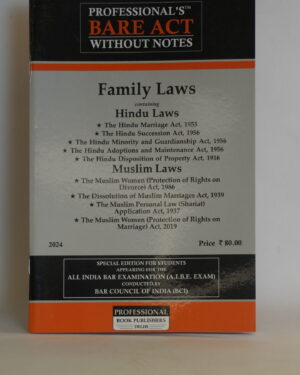 PROFESSIONAL'S™
BARE ACT
WITHOUT NOTES
Family Laws
containing
Hindu Laws
★ The Hindu Marriage Act, 1955
★ The Hindu Succession Act, 1956
★ The Hindu Minority and Guardianship Act, 1956
★ The Hindu Adoptions and Maintenance Act, 1956
★ The Hindu Disposition of Property Act, 1916
Muslim Laws
★ The Muslim Women (Protection of Rights on
Divorce) Act, 1986
★ The Dissolution of Muslim Marriages Act, 1939
★ The Muslim Personal Law (Shariat)
Application Act, 1937
★ The Muslim Women (Protection of Rights on
Marriage) Act, 2019
2024 Price ₹ 80.00
SPECIAL EDITION FOR STUDENTS
APPEARING FOR THE
ALL INDIA BAR EXAMINATION (A.I.B.E. EXAM)
CONDUCTED BY
BAR COUNCIL OF INDIA (BCI)
PROFESSIONAL
BOOK PUBLISHERS
DELHI